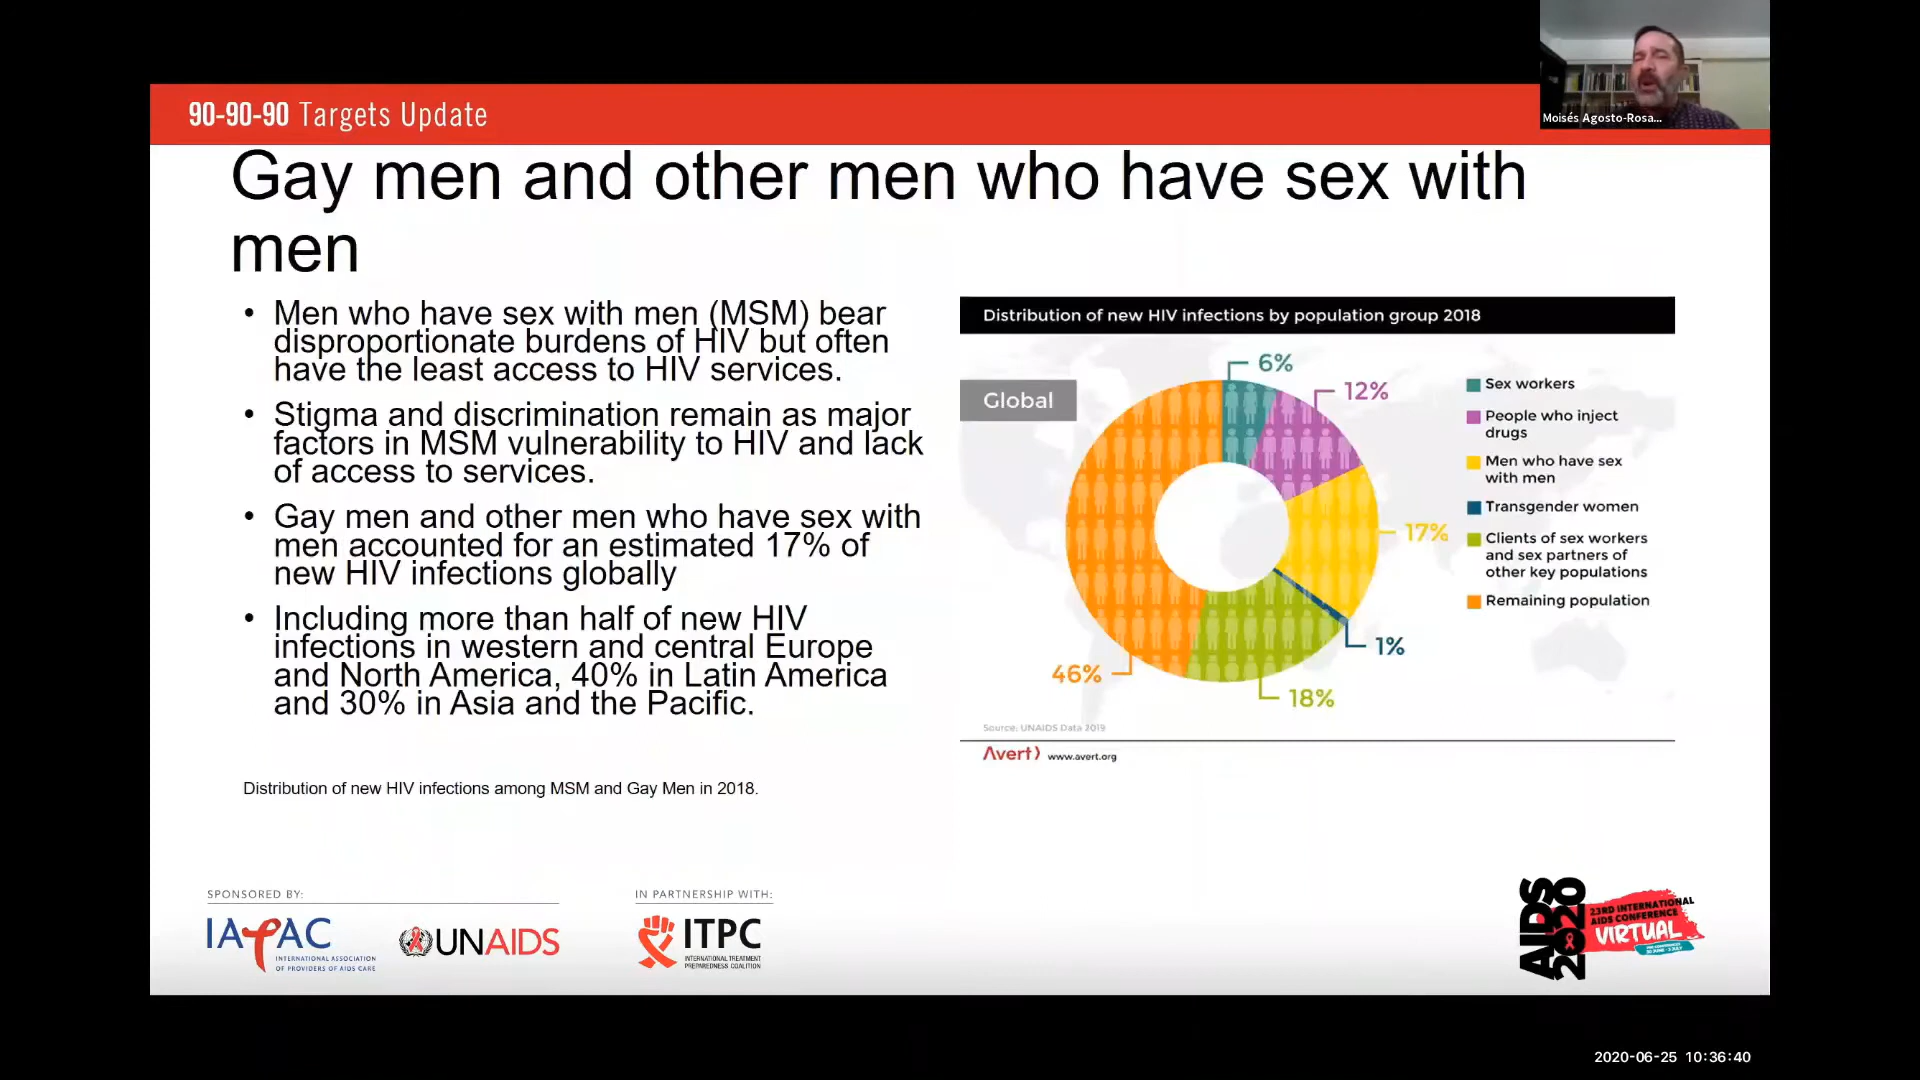 Moisés Agosto-Rosa...
90-90-90 Targets Update
Gay men and other men who have sex with
men
• Men who have sex with men (MSM) bear
disproportionate burdens of HIV but often
have the least access to HIV services.
• Stigma and discrimination remain as major
factors in MSM vulnerability to HIV and lack
of access to services.
• Gay men and other men who have sex with
men accounted for an estimated 17% of
new HIV infections globally
• Including more than half of new HIV
infections in western and central Europe
and North America, 40% in Latin America
and 30% in Asia and the Pacific.
Distribution of new HIV infections among MSM and Gay Men in 2018.
Distribution of new HIV infections by population group 2018
Global
6%
12%
17%
1%
18%
46%
Sex workers
People who inject
drugs
Men who have sex
with men
Transgender women
Clients of sex workers
and sex partners of
other key populations
Remaining population
Source: UNAIDS Data 2019
Avert) www.avert.org
SPONSORED BY:
IAPAC
INTERNATIONAL ASSOCIATION
OF PROVIDERS OF AIDS CARE
UNAIDS
IN PARTNERSHIP WITH:
ITPC
INTERNATIONAL TREATMENT
PREPAREDNESS COALITION
AIDS
2020
23RD INTERNATIONAL
AIDS CONFERENCE
VIRTUAL
2020-06-25 10:36:40